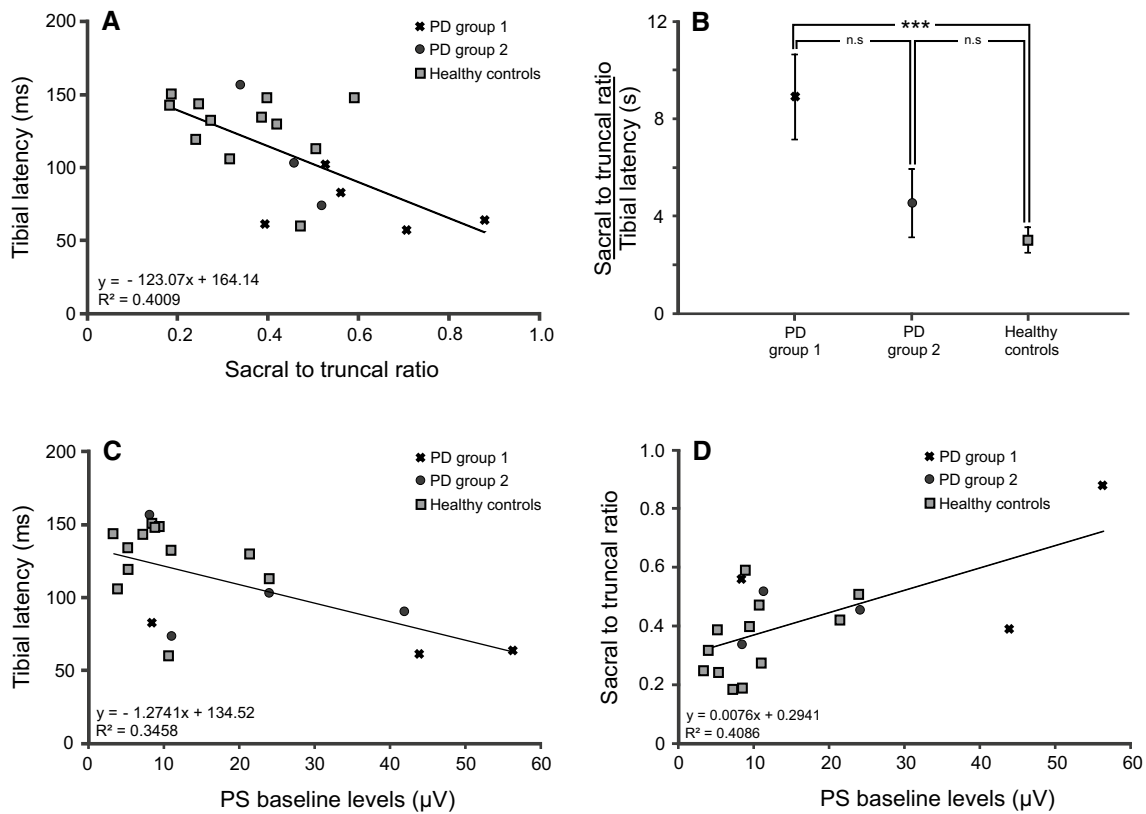 A
200
150
100
50
0
Tibial latency (ms)
PD group 1
PD group 2
Healthy controls
y = - 123.07x + 164.14
R² = 0.4009
0 0.2 0.4 0.6 0.8 1.0
Sacral to truncal ratio
B
12
8
4
0
Sacral to truncal ratio
Tibial latency (s)
***
n.s n.s
PD group 1
PD group 2
Healthy controls
C
200
150
100
50
0
Tibial latency (ms)
PD group 1
PD group 2
Healthy controls
y = - 1.2741x + 134.52
R² = 0.3458
0 10 20 30 40 50 60
PS baseline levels (µV)
D
1.0
0.8
0.6
0.4
0.2
0
Sacral to truncal ratio
PD group 1
PD group 2
Healthy controls
y = 0.0076x + 0.2941
R² = 0.4086
0 10 20 30 40 50 60
PS baseline levels (µV)